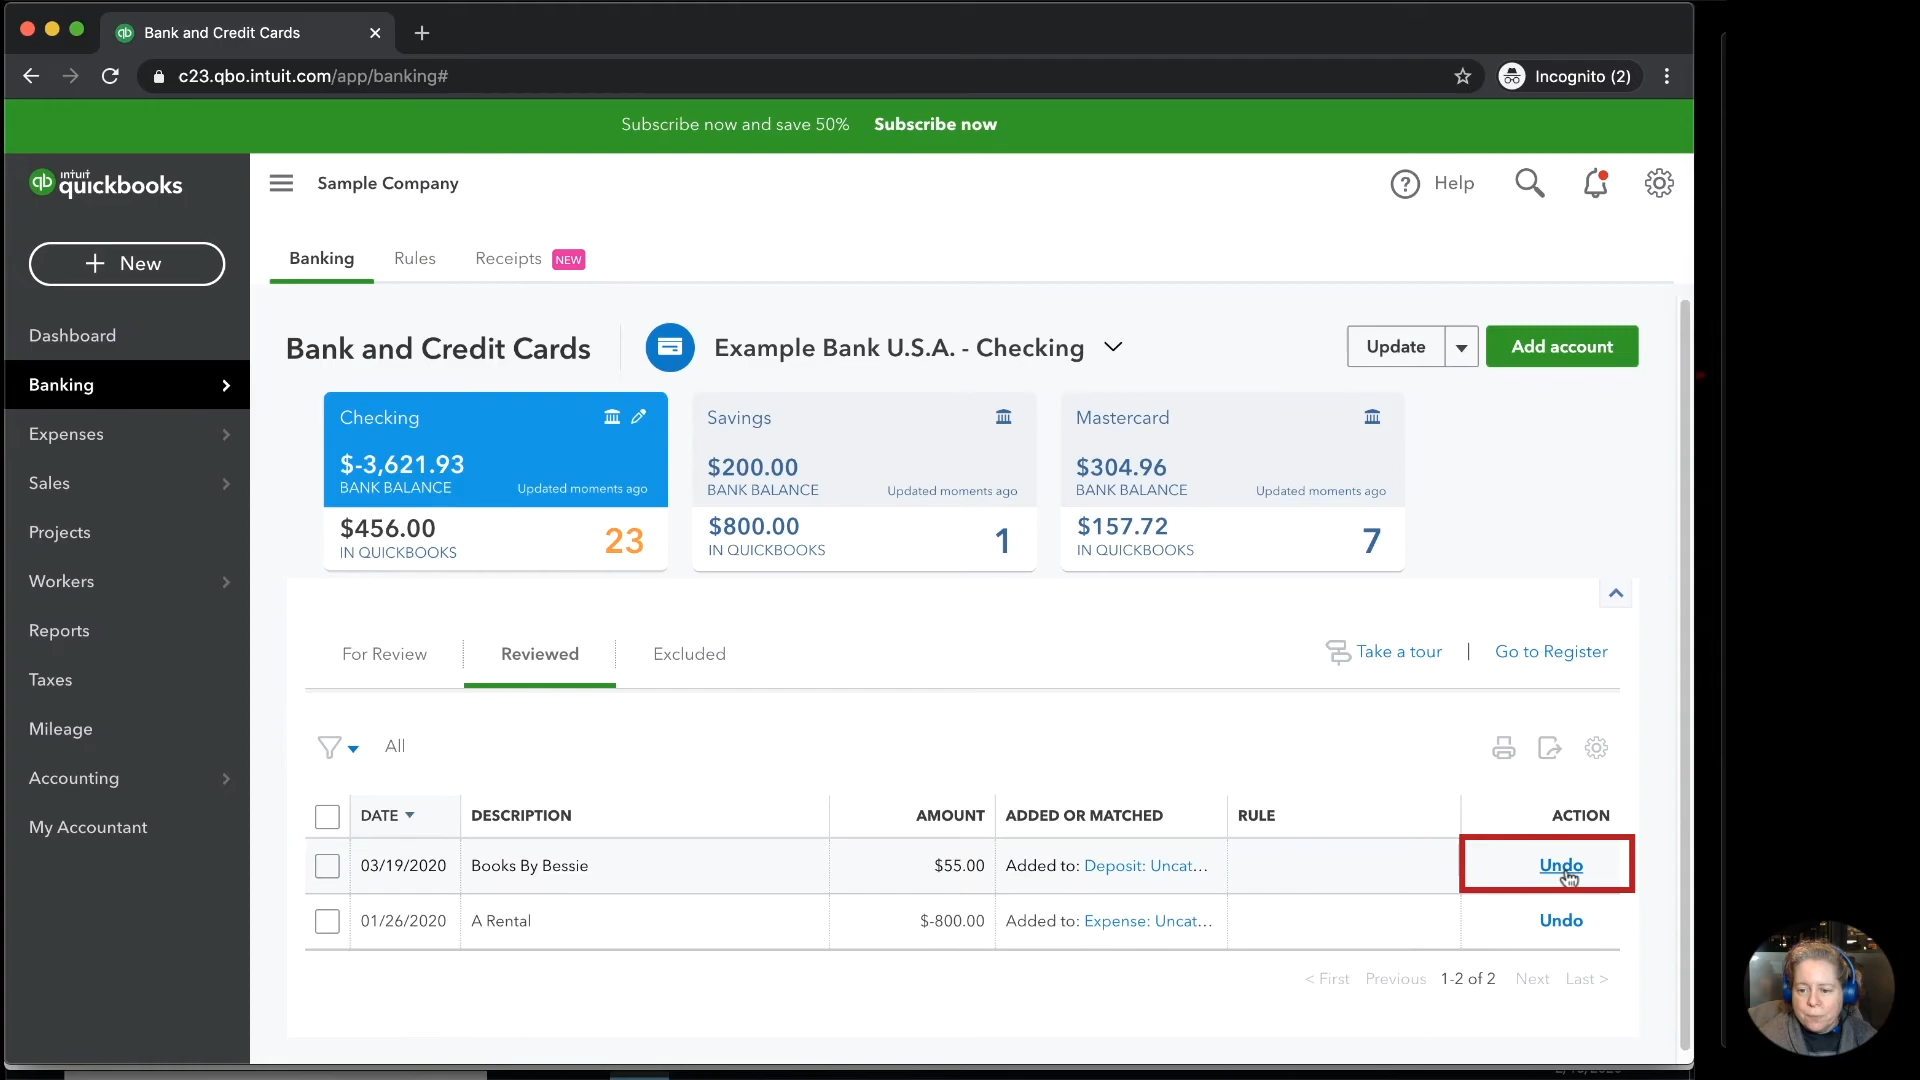 Bank and Credit Cards
c23.qbo.intuit.com/app/banking#
Incognito (2)
Subscribe now and save 50% Subscribe now
qb intuit quickbooks
Sample Company
Help
+ New
Banking Rules Receipts NEW
Dashboard
Banking
Expenses
Sales
Projects
Workers
Reports
Taxes
Mileage
Accounting
My Accountant
Bank and Credit Cards
Example Bank U.S.A. - Checking
Update
Add account
Checking
$-3,621.93
BANK BALANCE Updated moments ago
$456.00
IN QUICKBOOKS
23
Savings
$200.00
BANK BALANCE Updated moments ago
$800.00
IN QUICKBOOKS
1
Mastercard
$304.96
BANK BALANCE Updated moments ago
$157.72
IN QUICKBOOKS
7
For Review Reviewed Excluded
Take a tour | Go to Register
All
DATE DESCRIPTION AMOUNT ADDED OR MATCHED RULE ACTION
03/19/2020 Books By Bessie $55.00 Added to: Deposit: Uncat... Undo
01/26/2020 A Rental $-800.00 Added to: Expense: Uncat... Undo
< First Previous 1-2 of 2 Next Last >